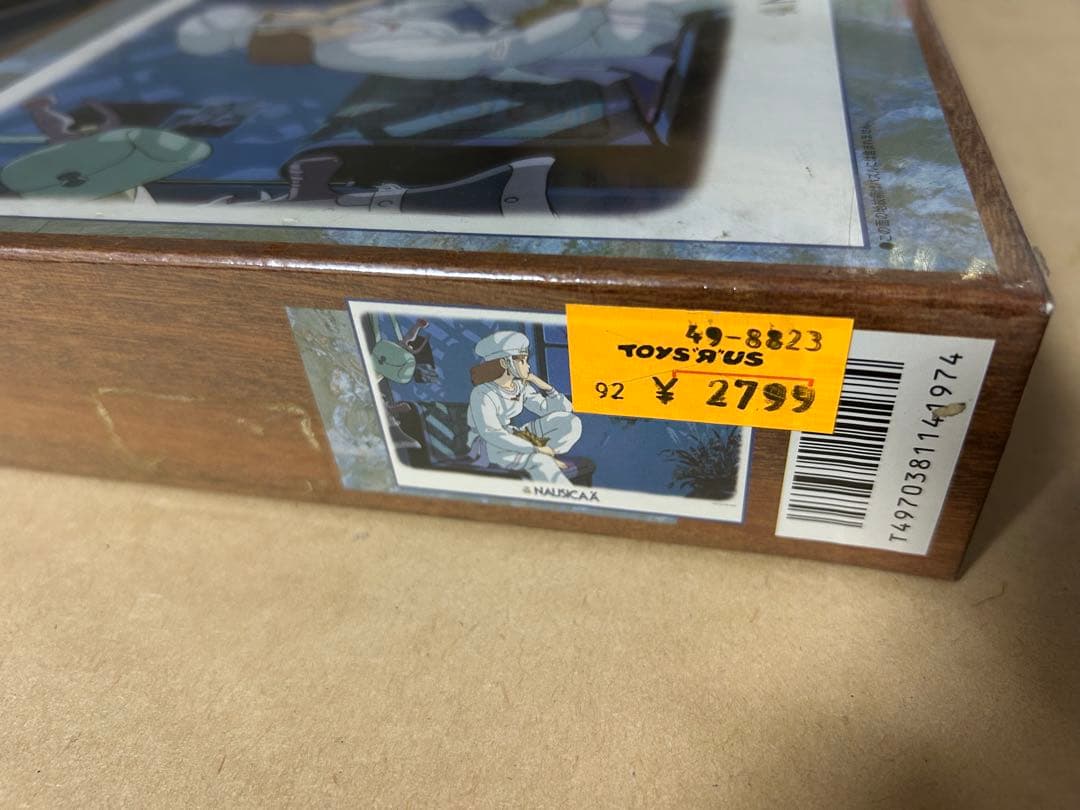 49-8823
TOYS"R"US
92 ¥ 2799
NAUSICAÄ
T4970381141974